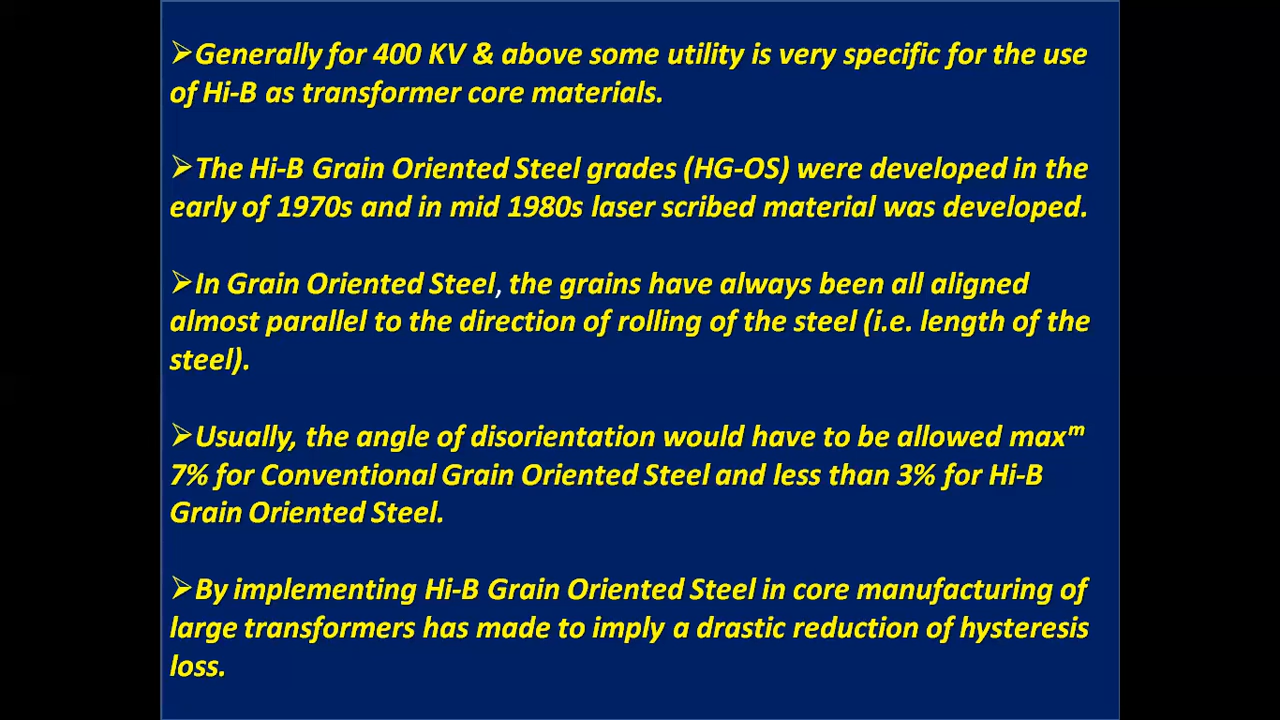 ➢Generally for 400 KV & above some utility is very specific for the use
of Hi-B as transformer core materials.
➢The Hi-B Grain Oriented Steel grades (HG-OS) were developed in the
early of 1970s and in mid 1980s laser scribed material was developed.
➢In Grain Oriented Steel, the grains have always been all aligned
almost parallel to the direction of rolling of the steel (i.e. length of the
steel).
➢Usually, the angle of disorientation would have to be allowed maxᵐ
7% for Conventional Grain Oriented Steel and less than 3% for Hi-B
Grain Oriented Steel.
➢By implementing Hi-B Grain Oriented Steel in core manufacturing of
large transformers has made to imply a drastic reduction of hysteresis
loss.